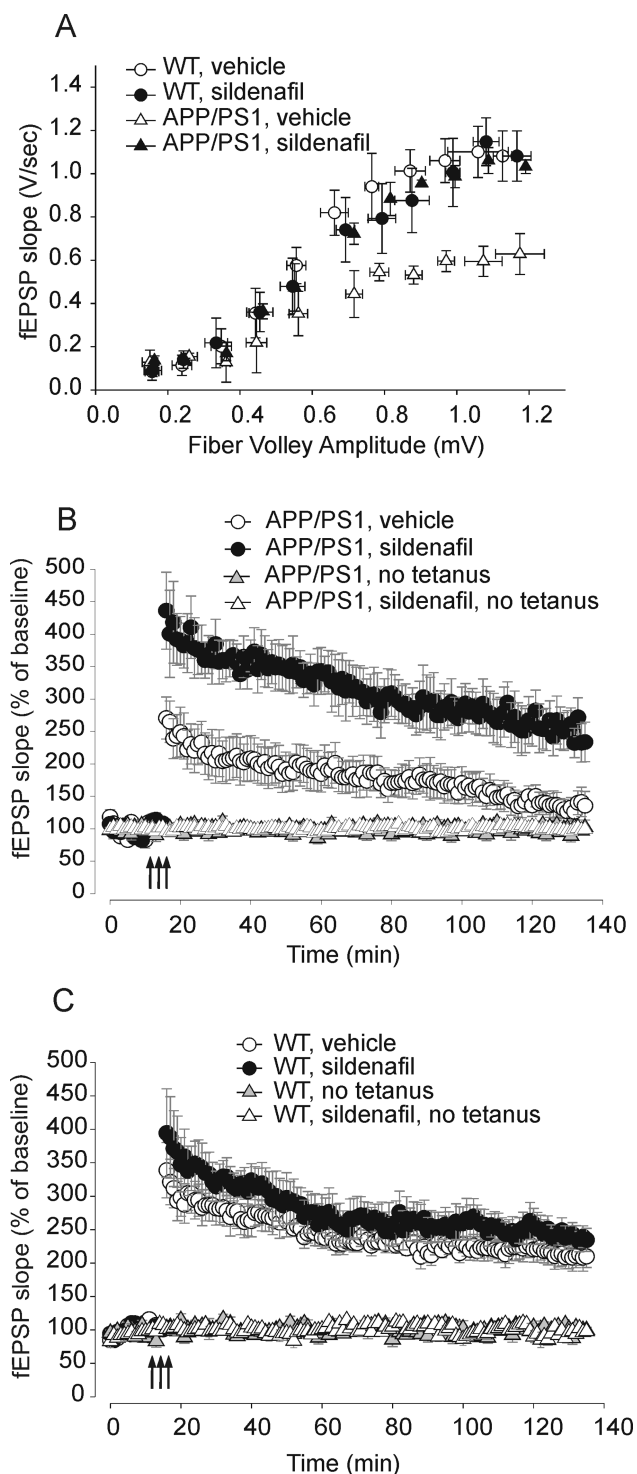 A
WT, vehicle
WT, sildenafil
APP/PS1, vehicle
APP/PS1, sildenafil
fEPSP slope (V/sec)
1.4
1.2
1.0
0.8
0.6
0.4
0.2
0.0
0.0 0.2 0.4 0.6 0.8 1.0 1.2
Fiber Volley Amplitude (mV)
B
APP/PS1, vehicle
APP/PS1, sildenafil
APP/PS1, no tetanus
APP/PS1, sildenafil, no tetanus
fEPSP slope (% of baseline)
500
450
400
350
300
250
200
150
100
50
0
0 20 40 60 80 100 120 140
Time (min)
C
WT, vehicle
WT, sildenafil
WT, no tetanus
WT, sildenafil, no tetanus
fEPSP slope (% of baseline)
500
450
400
350
300
250
200
150
100
50
0
0 20 40 60 80 100 120 140
Time (min)